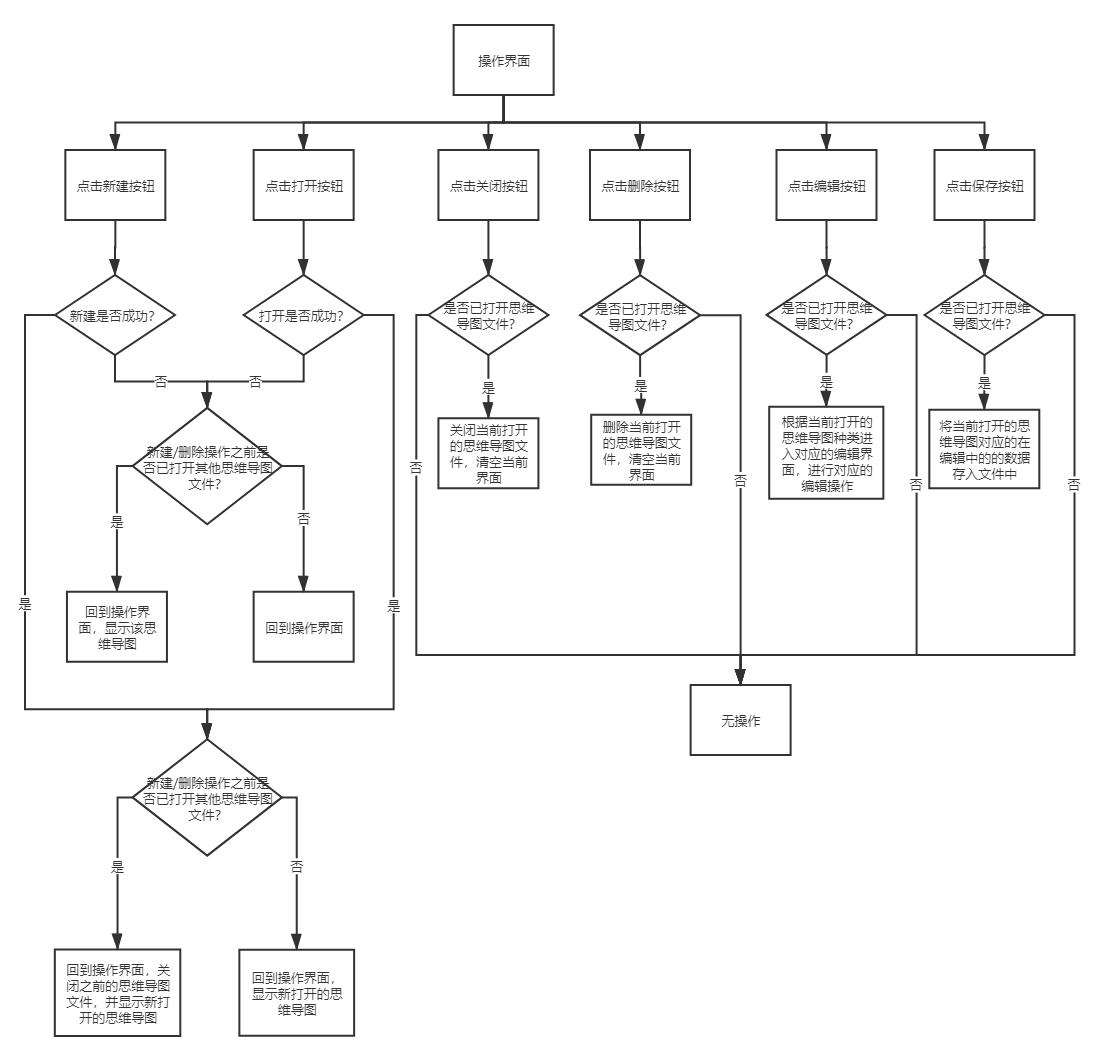 操作界面
点击新建按钮
点击打开按钮
点击关闭按钮
点击删除按钮
点击编辑按钮
点击保存按钮
新建是否成功?
打开是否成功?
是否已打开思维
导图文件?
是否已打开思维
导图文件?
是否已打开思维
导图文件?
是否已打开思维
导图文件?
否
否
是
是
是
是
新建/删除操作之前是
否已打开其他思维导图
文件?
关闭当前打开
的思维导图文
件，清空当前
界面
删除当前打开
的思维导图文
件，清空当前
界面
根据当前打开的
思维导图种类进
入对应的编辑界
面，进行对应的
编辑操作
将当前打开的思
维导图对应的在
编辑中的的数据
存入文件中
否
否
否
否
是
否
是
是
回到操作界
面，显示该思
维导图
回到操作界面
无操作
新建/删除操作之前是
否已打开其他思维导图
文件?
是
否
回到操作界面，关
闭之前的思维导图
文件，并显示新打
开的思维导图
回到操作界面，
显示新打开的思
维导图